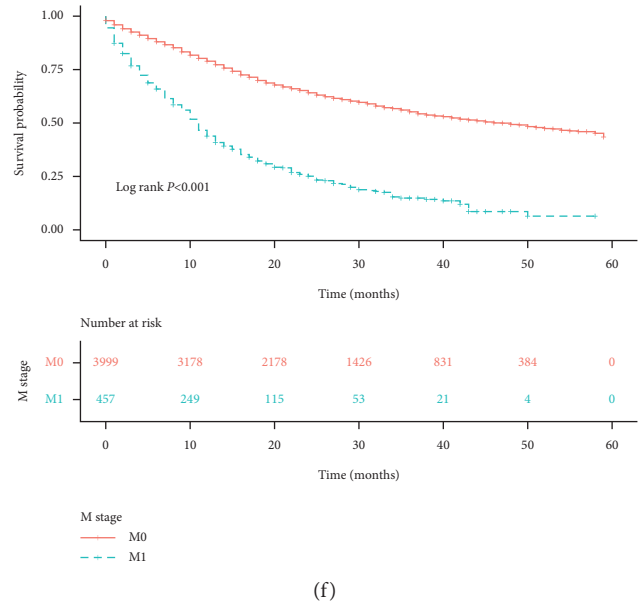 1.00
0.75
0.50
0.25
0.00
Survival probability
Log rank P<0.001
0 10 20 30 40 50 60
Time (months)
Number at risk
M stage
M0 3999 3178 2178 1426 831 384 0
M1 457 249 115 53 21 4 0
0 10 20 30 40 50 60
Time (months)
M stage
M0
M1
(f)